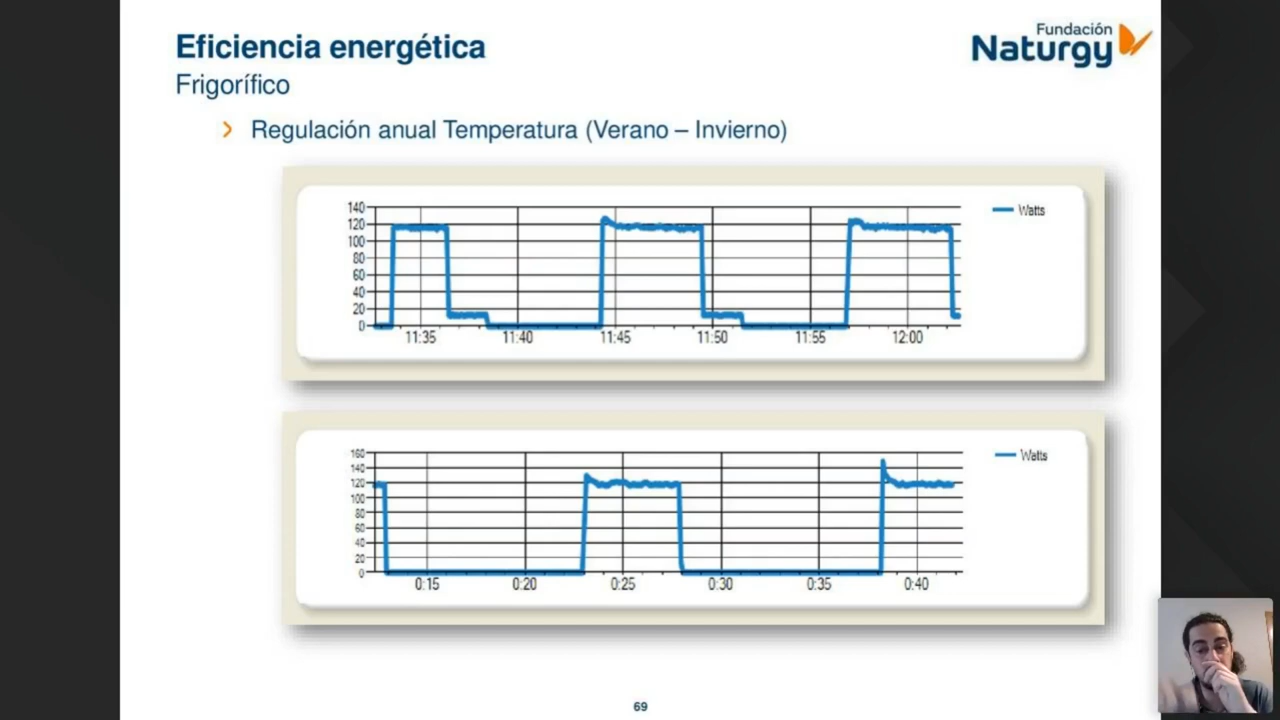 Eficiencia energética
Fundación
Naturgy
Frigorífico
Regulación anual Temperatura (Verano – Invierno)
140
120
100
80
60
40
20
0
11:35 11:40 11:45 11:50 11:55 12:00
Watts
160
140
120
100
80
60
40
20
0
0:15 0:20 0:25 0:30 0:35 0:40
Watts
69